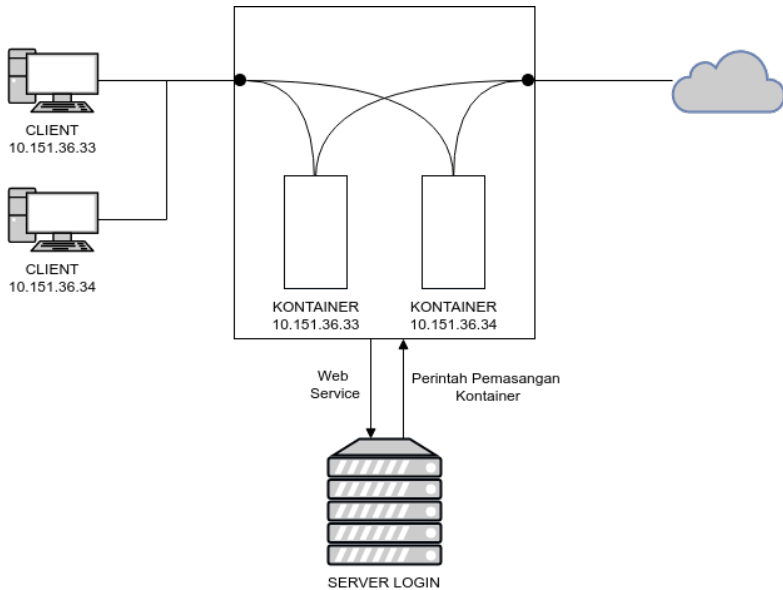 CLIENT
10.151.36.33
CLIENT
10.151.36.34
KONTAINER
10.151.36.33
KONTAINER
10.151.36.34
Web
Service
Perintah Pemasangan
Kontainer
SERVER LOGIN